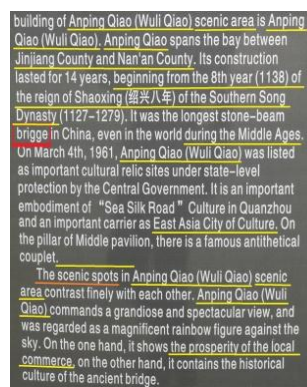 building of Anping Qiao (Wuli Qiao) scenic area is Anping
Qiao (Wuli Qiao). Anping Qiao spans the bay between
Jinjiang County and Nan'an County. Its construction
lasted for 14 years, beginning from the 8th year (1138) of
the reign of Shaoxing (绍兴八年) of the Southern Song
Dynasty (1127-1279). It was the longest stone-beam
brigge in China, even in the world during the Middle Ages.
On March 4th, 1961, Anping Qiao (Wuli Qiao) was listed
as important cultural relic sites under state-level
protection by the Central Government. It is an important
embodiment of “Sea Silk Road” Culture in Quanzhou
and an important carrier as East Asia City of Culture. On
the pillar of Middle pavilion, there is a famous antithetical
couplet.
The scenic spots in Anping Qiao (Wuli Qiao) scenic
area contrast finely with each other. Anping Qiao (Wuli
Qiao) commands a grandiose and spectacular view, and
was regarded as a magnificent rainbow figure against the
sky. On the one hand, it shows the prosperity of the local
commerce, on the other hand, it contains the historical
culture of the ancient bridge.